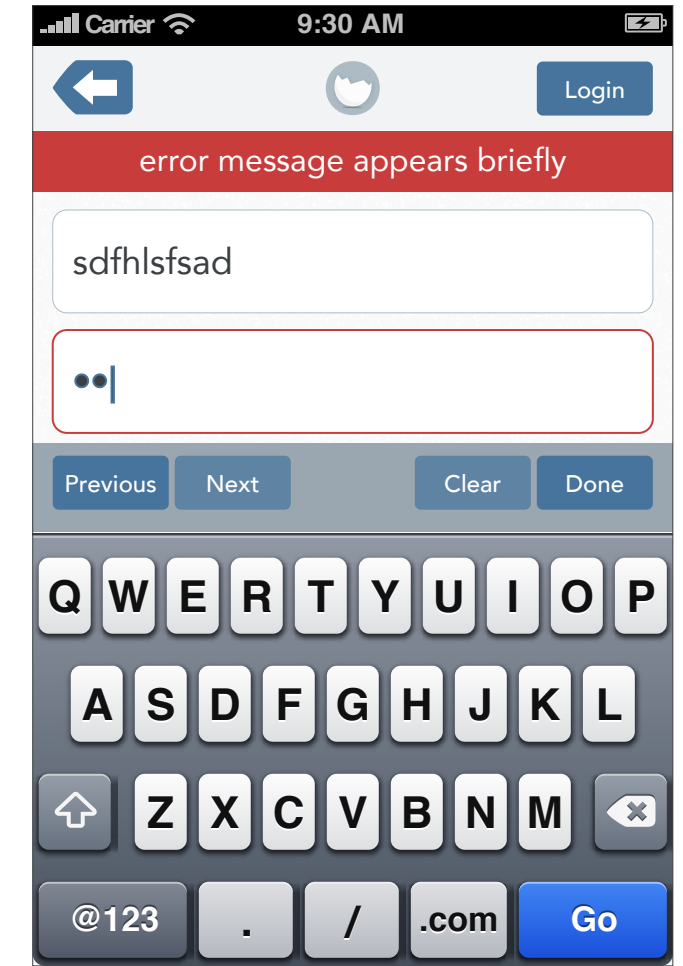 Carrier 9:30 AM
Login
error message appears briefly
sdfhlsfsad
••
Previous Next Clear Done
Q W E R T Y U I O P
A S D F G H J K L
Z X C V B N M
@123 . / .com Go